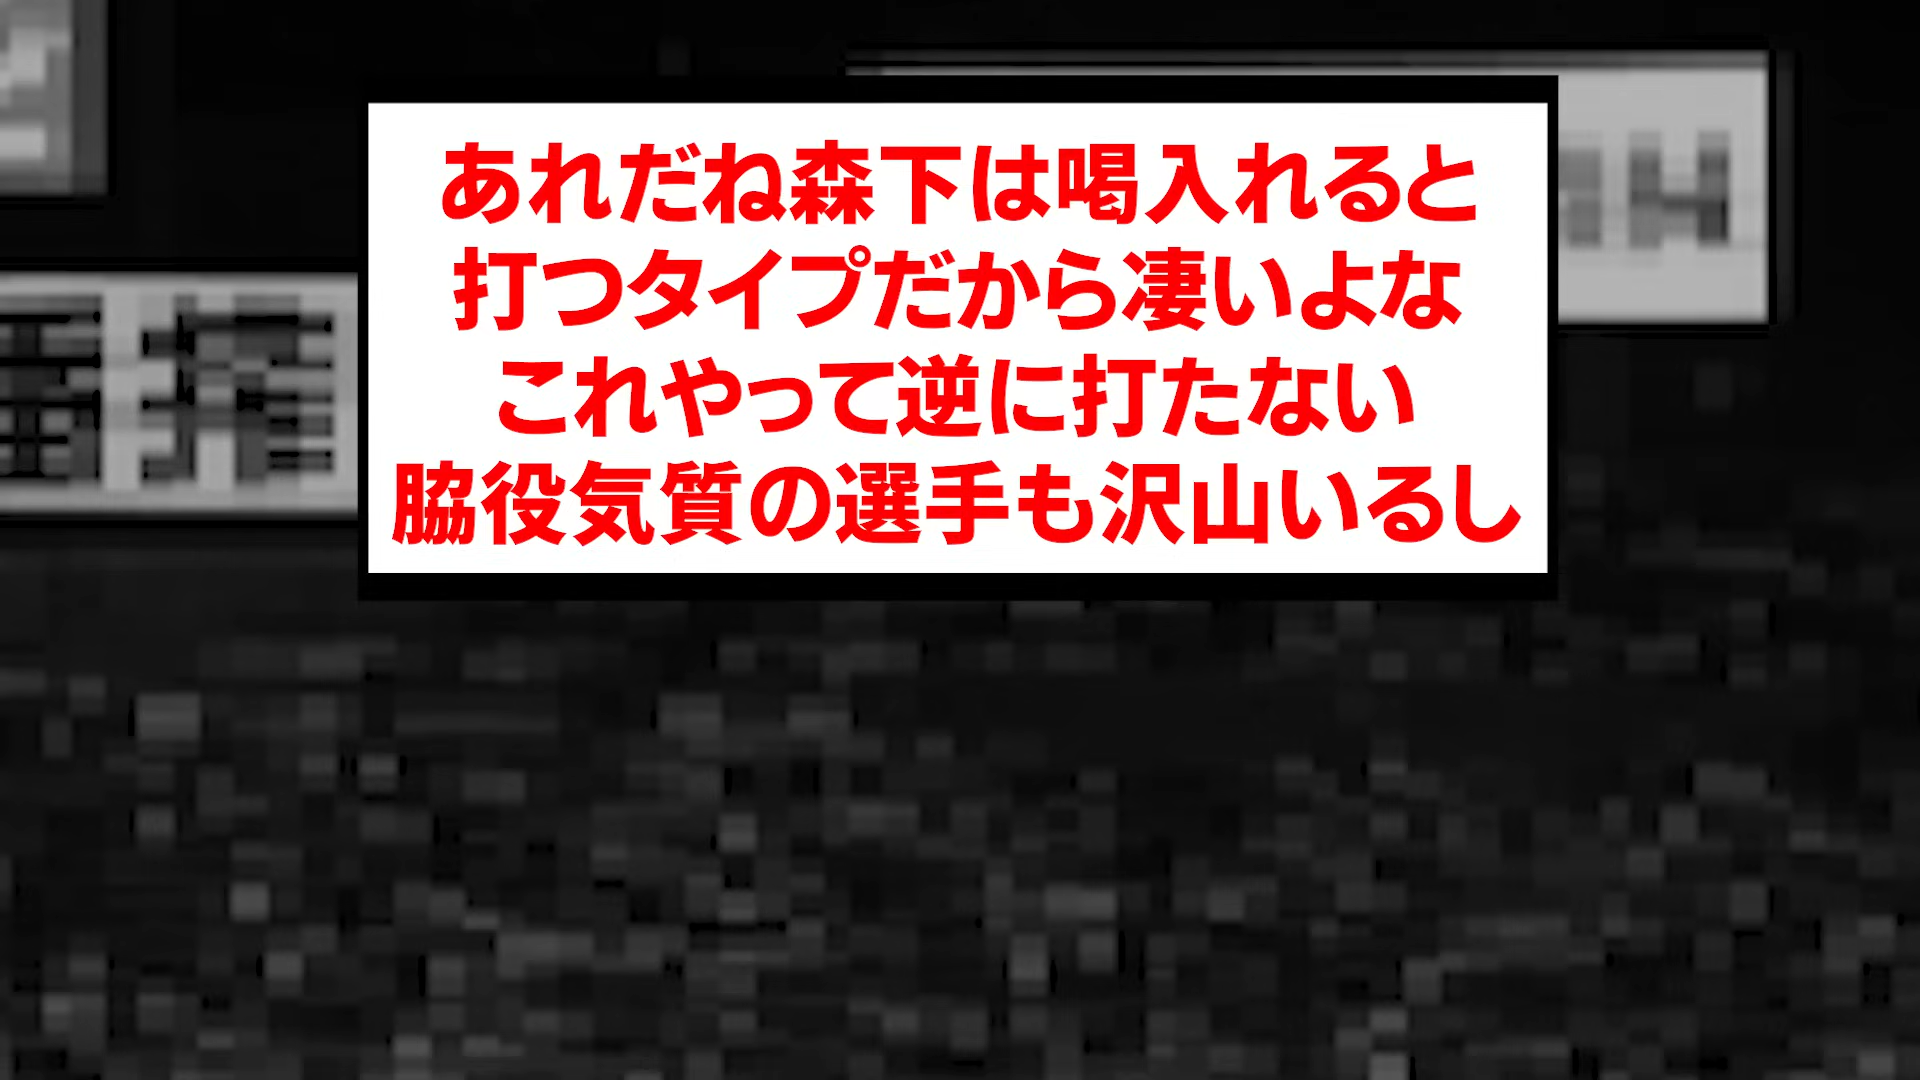 あれだね森下は喝入れると
打つタイプだから凄いよな
これやって逆に打たない
脇役気質の選手も沢山いるし